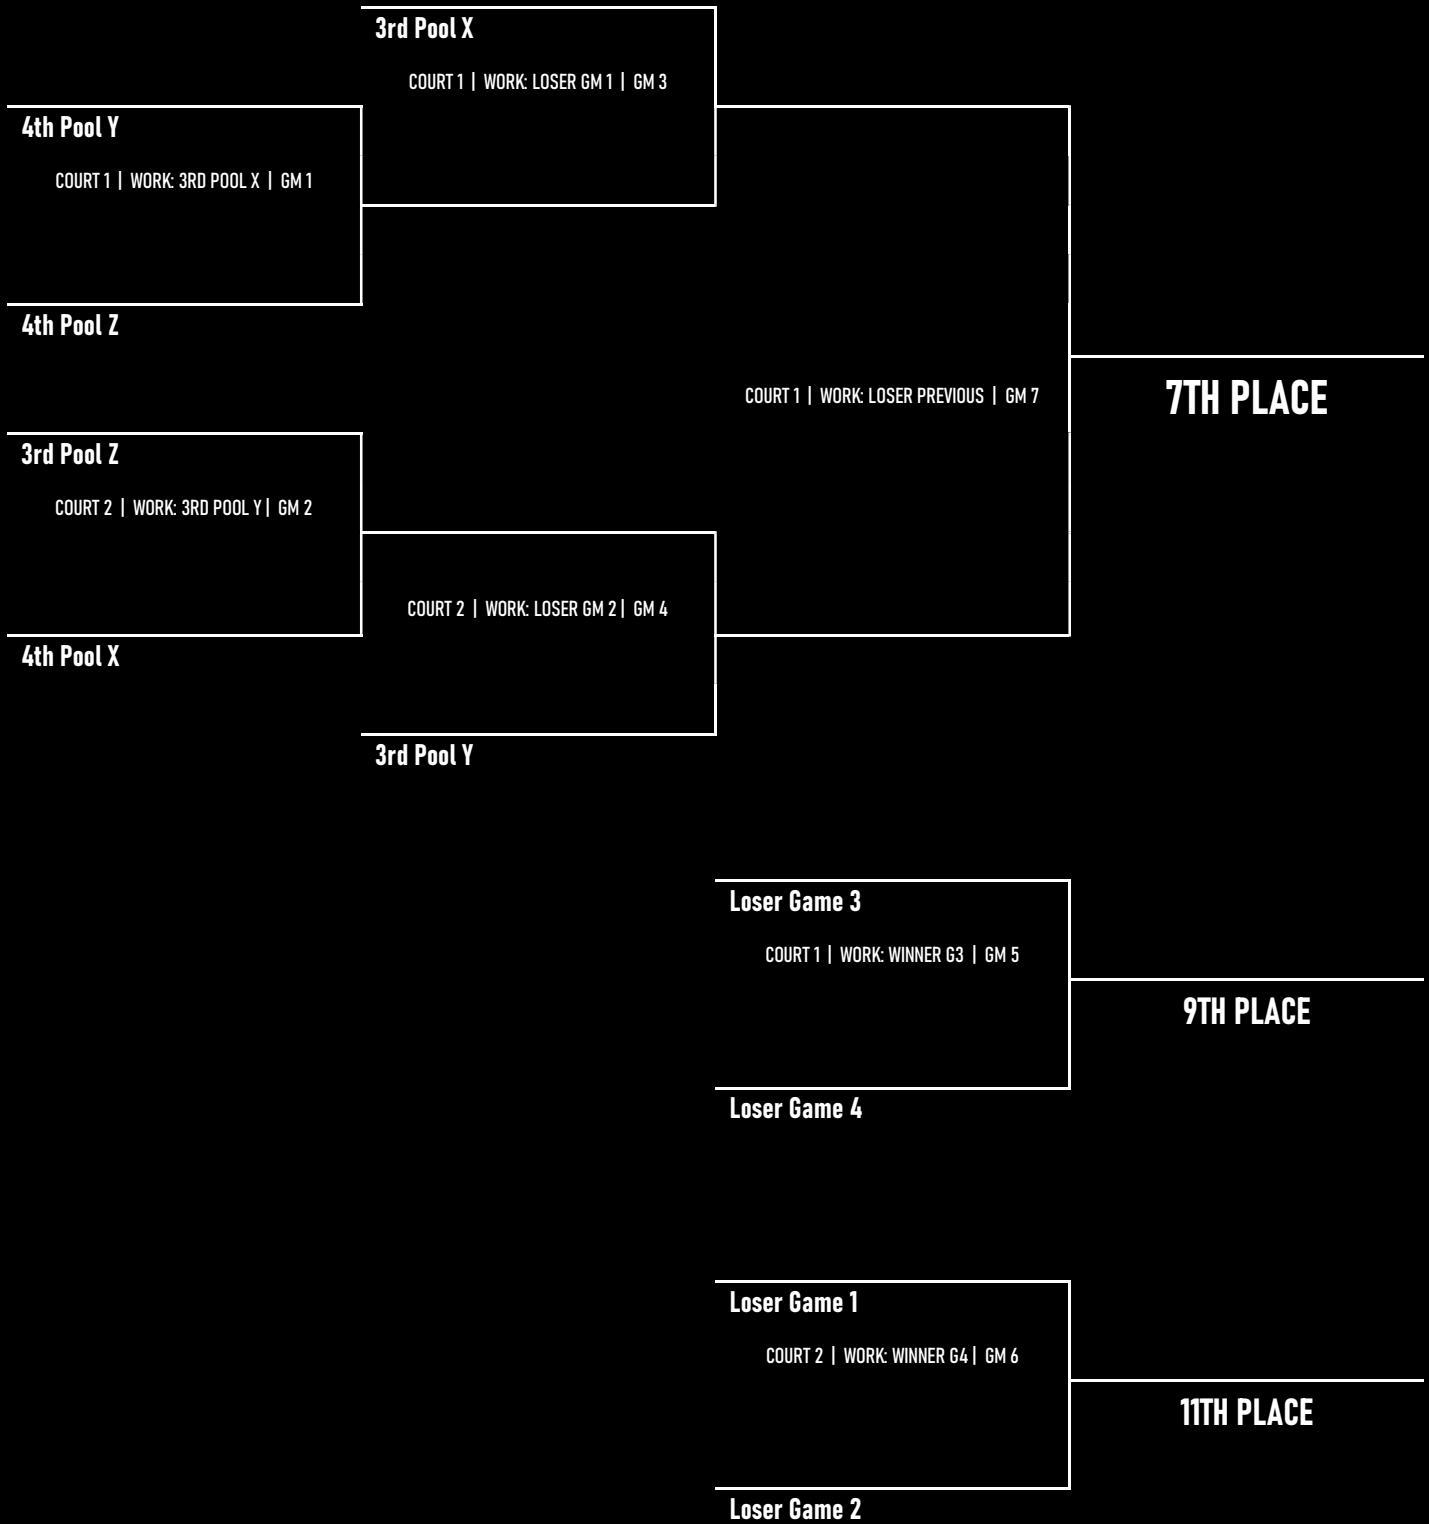 3rd Pool X
COURT 1 | WORK: LOSER GM 1 | GM 3
4th Pool Y
COURT 1 | WORK: 3RD POOL X | GM 1
4th Pool Z
COURT 1 | WORK: LOSER PREVIOUS | GM 7
7TH PLACE
3rd Pool Z
COURT 2 | WORK: 3RD POOL Y | GM 2
COURT 2 | WORK: LOSER GM 2 | GM 4
4th Pool X
3rd Pool Y
Loser Game 3
COURT 1 | WORK: WINNER G3 | GM 5
9TH PLACE
Loser Game 4
Loser Game 1
COURT 2 | WORK: WINNER G4 | GM 6
11TH PLACE
Loser Game 2